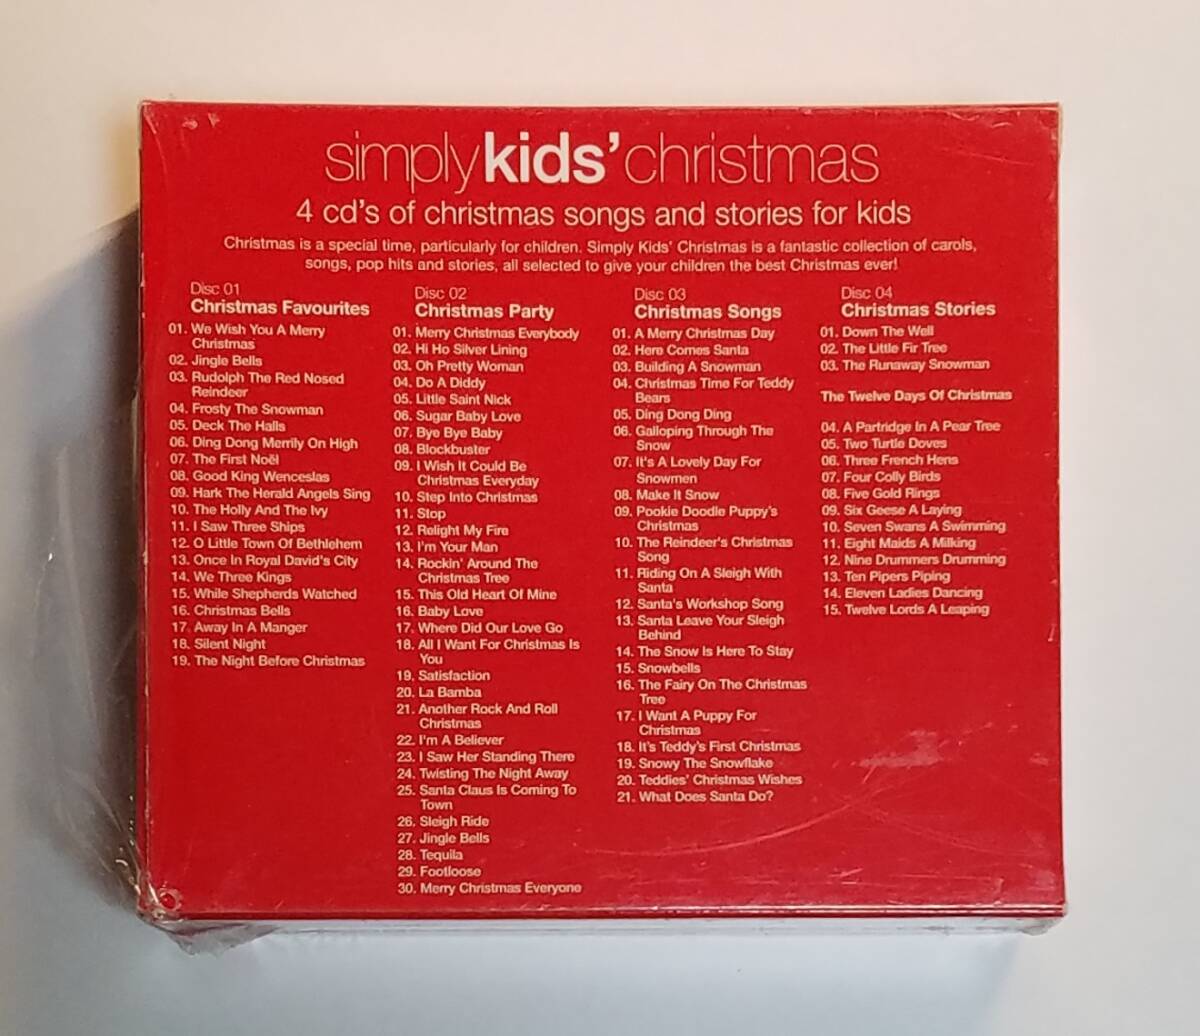 simplykids'christmas
4 cd's of christmas songs and stories for kids
Christmas is a special time, particularly for children. Simply Kids' Christmas is a fantastic collection of carols,
songs, pop hits and stories, all selected to give your children the best Christmas ever!
Disc 01
Christmas Favourites
01. We Wish You A Merry
Christmas
02. Jingle Bells
03. Rudolph The Red Nosed
Reindeer
04. Frosty The Snowman
05. Deck The Halls
06. Ding Dong Merrily On High
07. The First Noël
08. Good King Wenceslas
09. Hark The Herald Angels Sing
10. The Holly And The Ivy
11. I Saw Three Ships
12. O Little Town Of Bethlehem
13. Once In Royal David's City
14. We Three Kings
15. While Shepherds Watched
16. Christmas Bells
17. Away In A Manger
18. Silent Night
19. The Night Before Christmas
Disc 02
Christmas Party
01. Merry Christmas Everybody
02. Hi Ho Silver Lining
03. Oh Pretty Woman
04. Do A Diddy
05. Little Saint Nick
06. Sugar Baby Love
07. Bye Bye Baby
08. Blockbuster
09. I Wish It Could Be
Christmas Everyday
10. Step Into Christmas
11. Stop
12. Relight My Fire
13. I'm Your Man
14. Rockin' Around The
Christmas Tree
15. This Old Heart Of Mine
16. Baby Love
17. Where Did Our Love Go
18. All I Want For Christmas Is
You
19. Satisfaction
20. La Bamba
21. Another Rock And Roll
Christmas
22. I'm A Believer
23. I Saw Her Standing There
24. Twisting The Night Away
25. Santa Claus Is Coming To
Town
26. Sleigh Ride
27. Jingle Bells
28. Tequila
29. Footloose
30. Merry Christmas Everyone
Disc 03
Christmas Songs
01. A Merry Christmas Day
02. Here Comes Santa
03. Building A Snowman
04. Christmas Time For Teddy
Bears
05. Ding Dong Ding
06. Galloping Through The
Snow
07. It's A Lovely Day For
Snowmen
08. Make It Snow
09. Pookie Doodle Puppy's
Christmas
10. The Reindeer's Christmas
Song
11. Riding On A Sleigh With
Santa
12. Santa's Workshop Song
13. Santa Leave Your Sleigh
Behind
14. The Snow Is Here To Stay
15. Snowbells
16. The Fairy On The Christmas
Tree
17. I Want A Puppy For
Christmas
18. It's Teddy's First Christmas
19. Snowy The Snowflake
20. Teddies' Christmas Wishes
21. What Does Santa Do?
Disc 04
Christmas Stories
01. Down The Well
02. The Little Fir Tree
03. The Runaway Snowman
The Twelve Days Of Christmas
04. A Partridge In A Pear Tree
05. Two Turtle Doves
06. Three French Hens
07. Four Colly Birds
08. Five Gold Rings
09. Six Geese A Laying
10. Seven Swans A Swimming
11. Eight Maids A Milking
12. Nine Drummers Drumming
13. Ten Pipers Piping
14. Eleven Ladies Dancing
15. Twelve Lords A Leaping